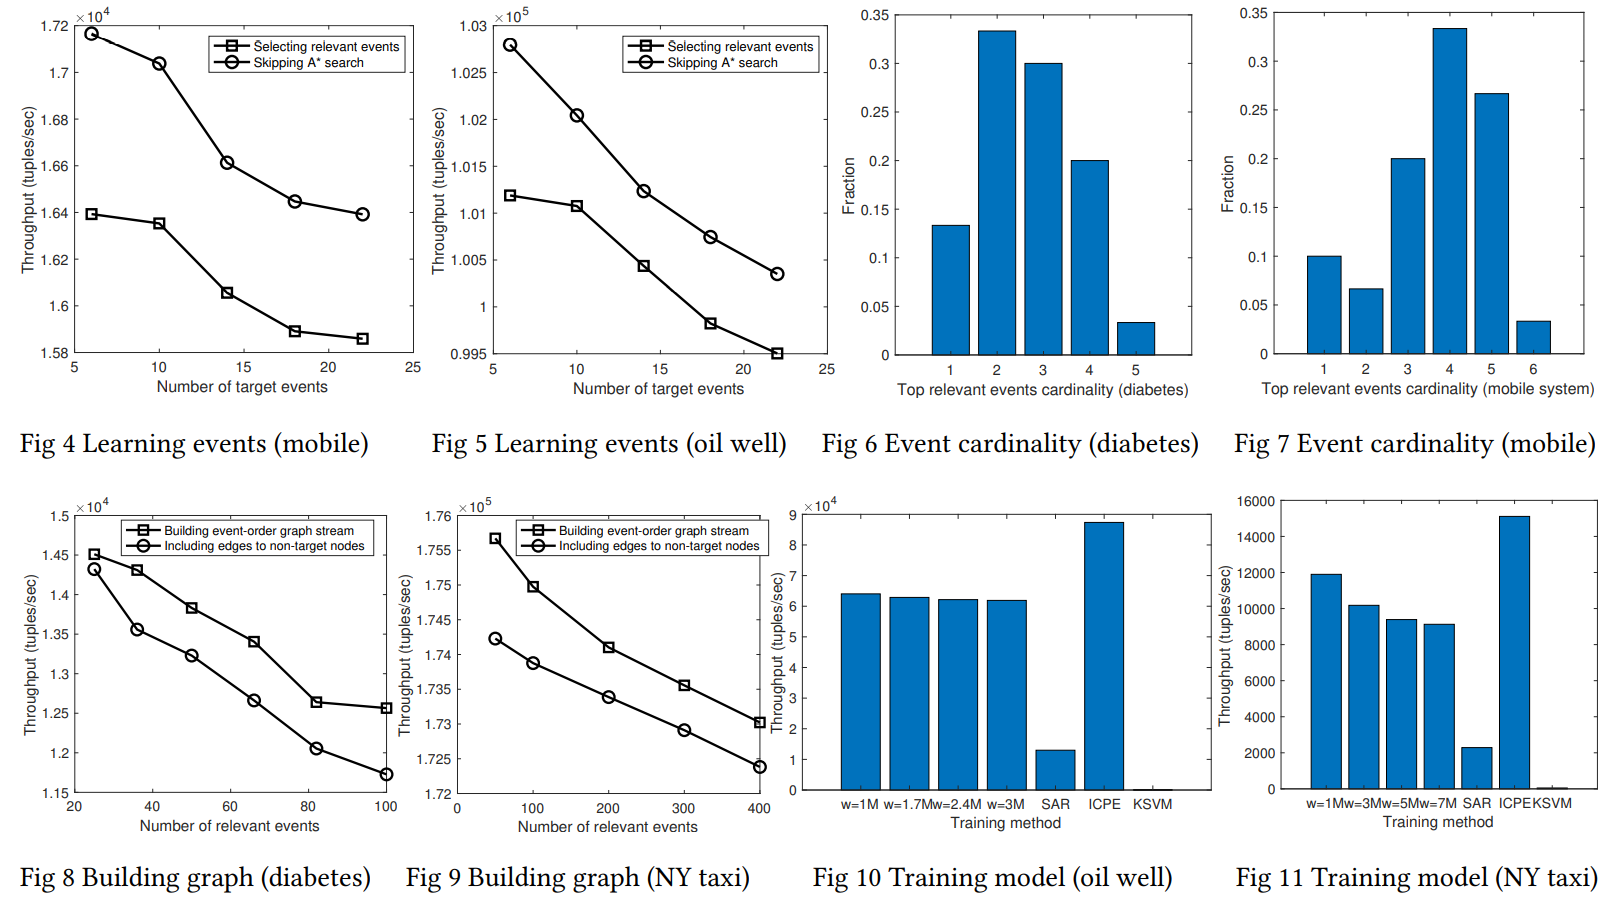 ×10^4
1.72
1.7
1.68
1.66
1.64
1.62
1.6
1.58
5 10 15 20 25
Throughput (tuples/sec)
Number of target events
Selecting relevant events
Skipping A* search
Fig 4 Learning events (mobile)
×10^5
1.03
1.025
1.02
1.015
1.01
1.005
1
0.995
5 10 15 20 25
Throughput (tuples/sec)
Number of target events
Selecting relevant events
Skipping A* search
Fig 5 Learning events (oil well)
0.35
0.3
0.25
0.2
0.15
0.1
0.05
0
1 2 3 4 5
Fraction
Top relevant events cardinality (diabetes)
Fig 6 Event cardinality (diabetes)
0.35
0.3
0.25
0.2
0.15
0.1
0.05
0
1 2 3 4 5 6
Fraction
Top relevant events cardinality (mobile system)
Fig 7 Event cardinality (mobile)
×10^4
1.5
1.45
1.4
1.35
1.3
1.25
1.2
1.15
20 40 60 80 100
Throughput (tuples/sec)
Number of relevant events
Building event-order graph stream
Including edges to non-target nodes
Fig 8 Building graph (diabetes)
×10^5
1.76
1.755
1.75
1.745
1.74
1.735
1.73
1.725
1.72
0 100 200 300 400
Throughput (tuples/sec)
Number of relevant events
Building event-order graph stream
Including edges to non-target nodes
Fig 9 Building graph (NY taxi)
×10^4
9
8
7
6
5
4
3
2
1
0
w=1M w=1.7M w=2.4M w=3M SAR ICPE KSVM
Throughput (tuples/sec)
Training method
Fig 10 Training model (oil well)
16000
14000
12000
10000
8000
6000
4000
2000
0
w=1M w=3M w=5M w=7M SAR ICPE KSVM
Throughput (tuples/sec)
Training method
Fig 11 Training model (NY taxi)